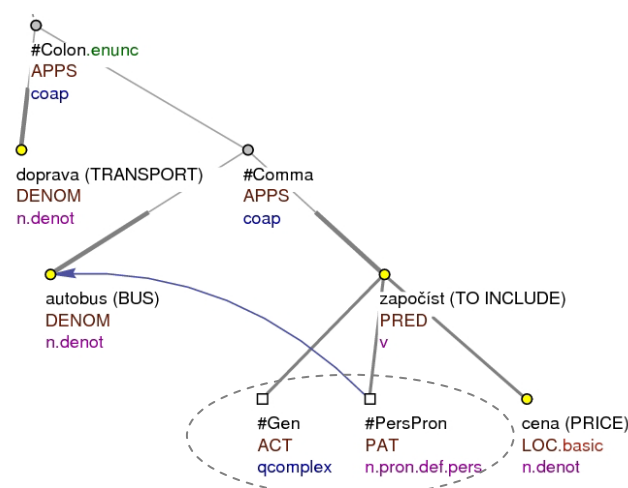 #Colon.enunc
APPS
coap
doprava (TRANSPORT)
DENOM
n.denot
#Comma
APPS
coap
autobus (BUS)
DENOM
n.denot
započíst (TO INCLUDE)
PRED
v
#Gen
ACT
qcomplex
#PersPron
PAT
n.pron.def.pers
cena (PRICE)
LOC.basic
n.denot